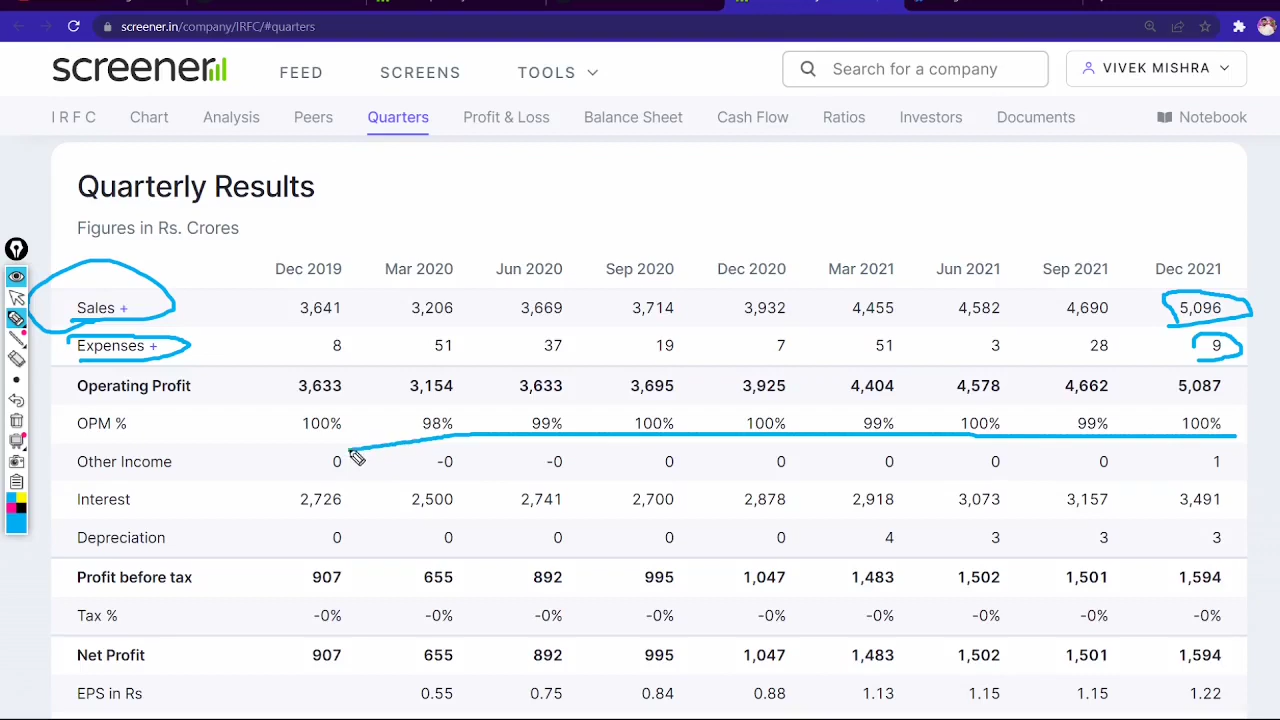 screener.in/company/IRFC/#quarters
screener
FEED
SCREENS
TOOLS
Search for a company
VIVEK MISHRA
I R F C
Chart
Analysis
Peers
Quarters
Profit & Loss
Balance Sheet
Cash Flow
Ratios
Investors
Documents
Notebook
Quarterly Results
Figures in Rs. Crores
Dec 2019 Mar 2020 Jun 2020 Sep 2020 Dec 2020 Mar 2021 Jun 2021 Sep 2021 Dec 2021
Sales + 3,641 3,206 3,669 3,714 3,932 4,455 4,582 4,690 5,096
Expenses + 8 51 37 19 7 51 3 28 9
Operating Profit 3,633 3,154 3,633 3,695 3,925 4,404 4,578 4,662 5,087
OPM % 100% 98% 99% 100% 100% 99% 100% 99% 100%
Other Income 0 -0 -0 0 0 0 0 0 1
Interest 2,726 2,500 2,741 2,700 2,878 2,918 3,073 3,157 3,491
Depreciation 0 0 0 0 0 4 3 3 3
Profit before tax 907 655 892 995 1,047 1,483 1,502 1,501 1,594
Tax % -0% -0% -0% -0% -0% -0% -0% -0% -0%
Net Profit 907 655 892 995 1,047 1,483 1,502 1,501 1,594
EPS in Rs 0.55 0.75 0.84 0.88 1.13 1.15 1.15 1.22